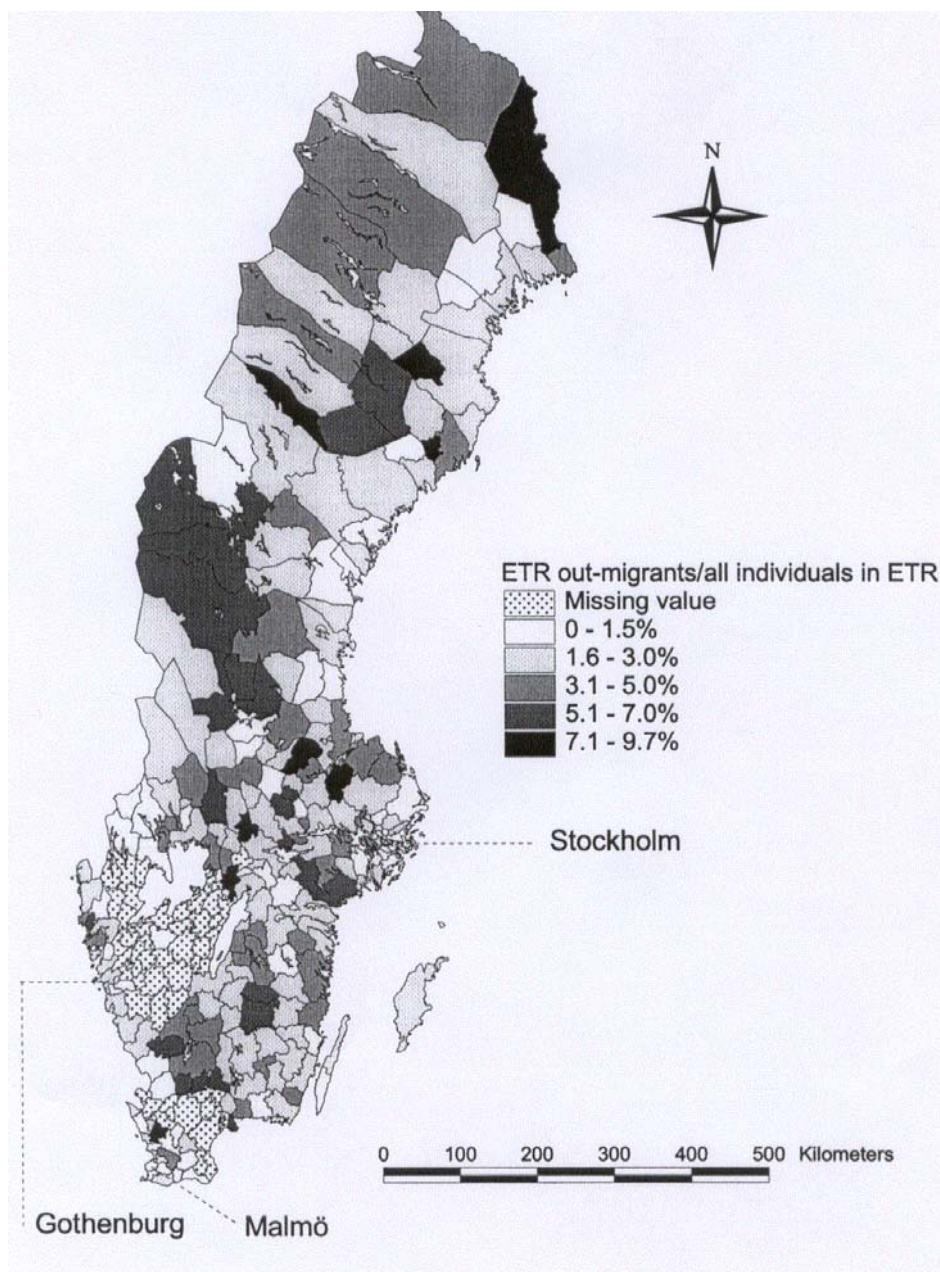 N
ETR out-migrants/all individuals in ETR
Missing value
0 - 1.5%
1.6 - 3.0%
3.1 - 5.0%
5.1 - 7.0%
7.1 - 9.7%
Stockholm
0 100 200 300 400 500 Kilometers
Gothenburg
Malmö